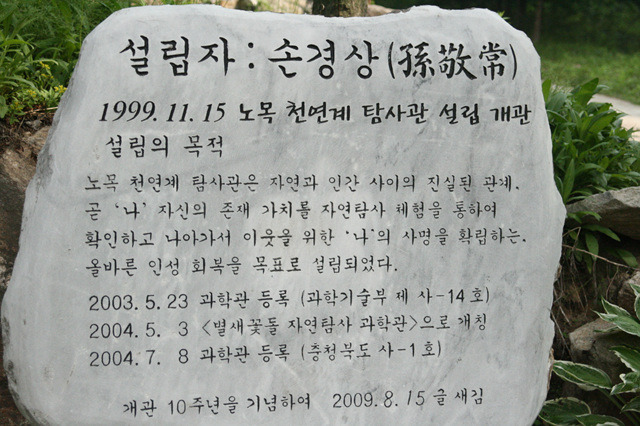 설립자 : 손경상 (孫敬常)
1999. 11. 15 노목 천연계 탐사관 설립 개관
설립의 목적
노목 천연계 탐사관은 자연과 인간 사이의 진실된 관계.
곧 '나' 자신의 존재 가치를 자연탐사 체험을 통하여
확인하고 나아가서 이웃을 위한 '나'의 사명을 확립하는.
올바른 인성 회복을 목표로 설립되었다.
2003. 5. 23 과학관 등록 (과학기술부 제 사-14호)
2004. 5. 3 <별새꽃돌 자연탐사 과학관>으로 개칭
2004. 7. 8 과학관 등록 (충청북도 사-1호)
개관 10주년을 기념하여 2009. 8. 15 글 새김